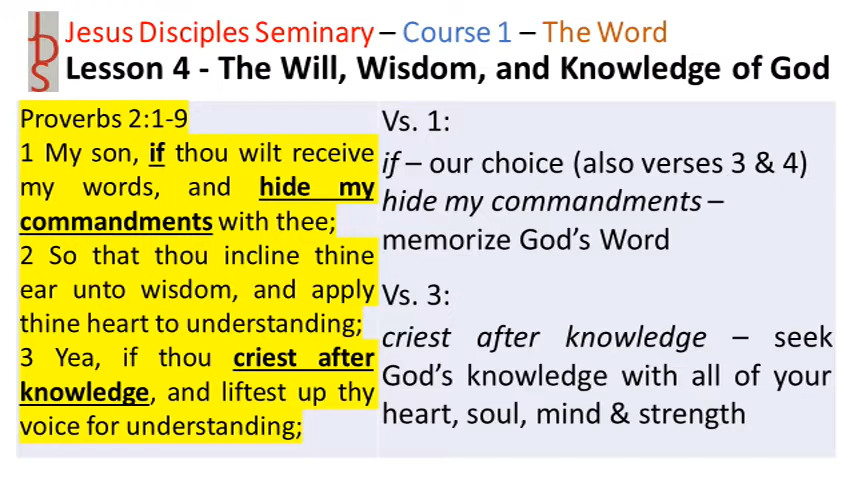 JDS
Jesus Disciples Seminary – Course 1 – The Word
Lesson 4 - The Will, Wisdom, and Knowledge of God
Proverbs 2:1-9
1 My son, if thou wilt receive
my words, and hide my
commandments with thee;
2 So that thou incline thine
ear unto wisdom, and apply
thine heart to understanding;
3 Yea, if thou criest after
knowledge, and liftest up thy
voice for understanding;
Vs. 1:
if – our choice (also verses 3 & 4)
hide my commandments –
memorize God’s Word
Vs. 3:
criest after knowledge – seek
God’s knowledge with all of your
heart, soul, mind & strength